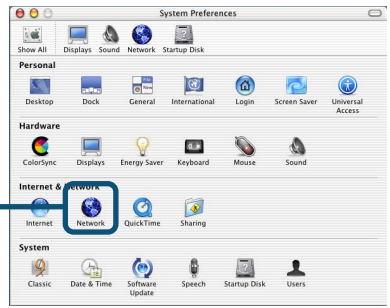 System Preferences
Show All Displays Sound Network Startup Disk
Personal
Desktop Dock General International Login Screen Saver Universal Access
Hardware
ColorSync Displays Energy Saver Keyboard Mouse Sound
Internet & Network
Internet Network QuickTime Sharing
System
Classic Date & Time Software Update Speech Startup Disk Users